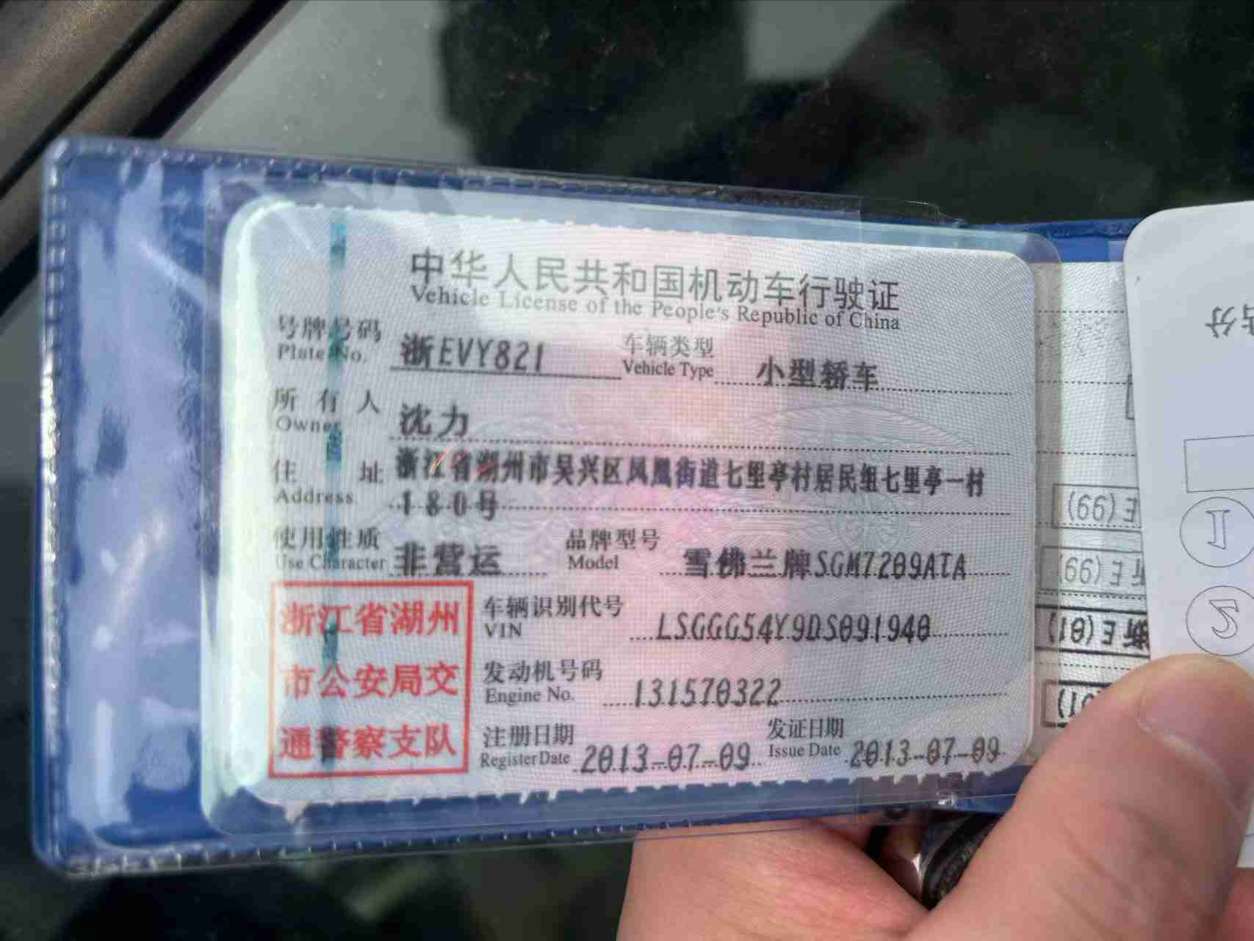 中华人民共和国机动车行驶证
Vehicle License of the People's Republic of China
号牌号码 浙EVY821 车辆类型 小型轿车
Plate No. Vehicle Type
所有人 沈力
Owner
住址 浙江省湖州市吴兴区凤凰街道七里亭村居民组七里亭一村
Address 180号
使用性质 非营运 品牌型号 雪佛兰牌SGM7209ATA
Use Character Model
浙江省湖州
市公安局交
通警察支队
车辆识别代号 LSGGG54Y9DS091940
VIN
发动机号码 131570322
Engine No.
注册日期 2013-07-09 发证日期 2013-07-09
Register Date Issue Date
浙E(01)
1
2